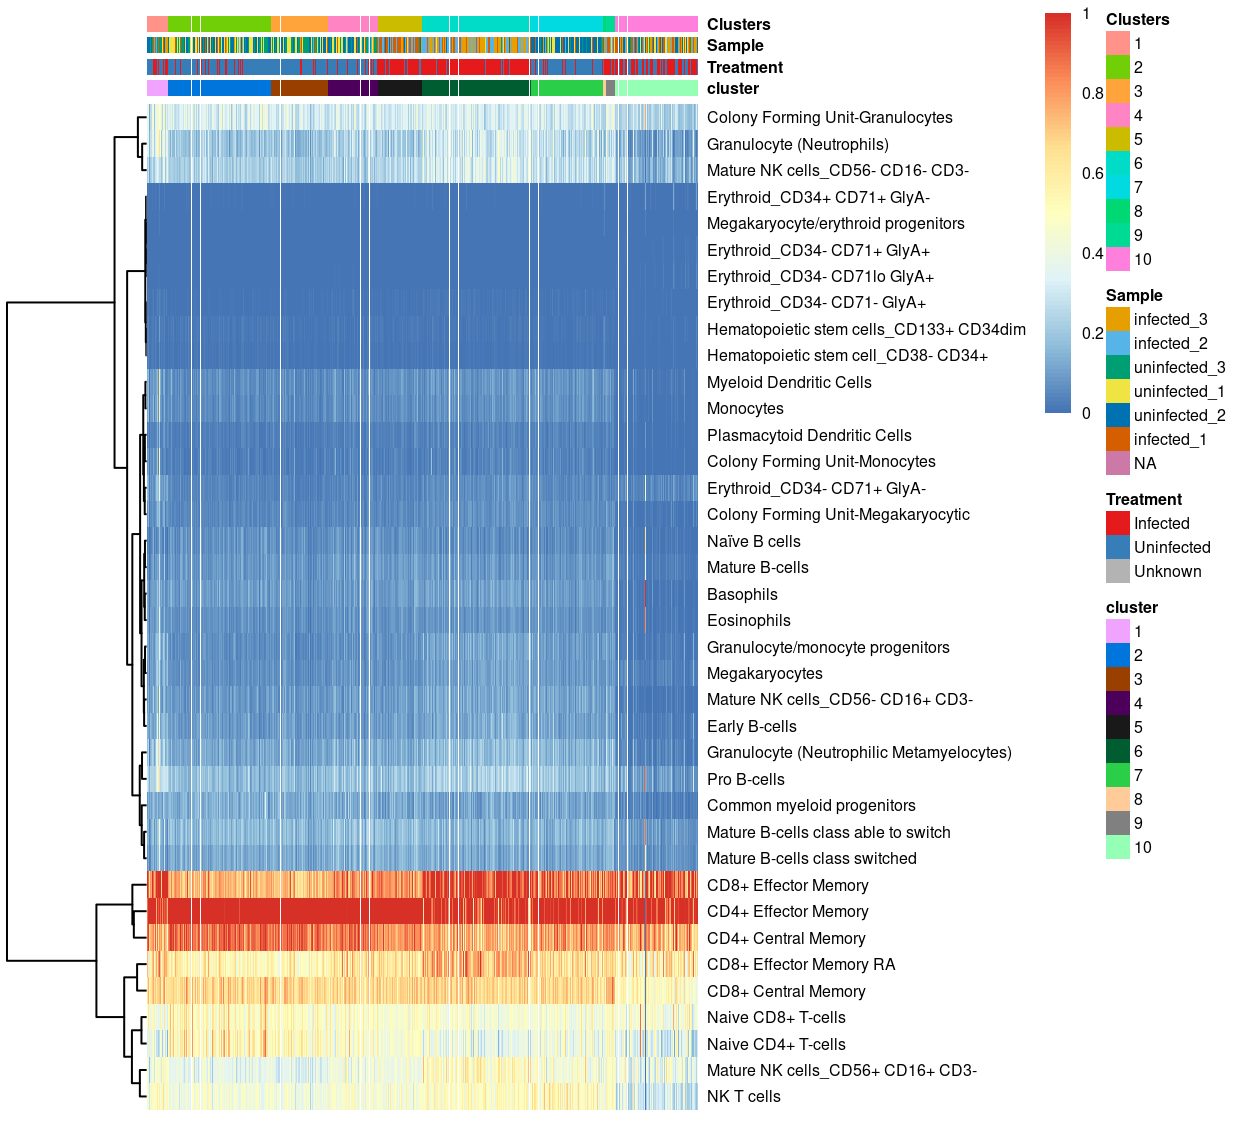 Clusters
Sample
Treatment
cluster
Colony Forming Unit-Granulocytes
Granulocyte (Neutrophils)
Mature NK cells_CD56- CD16- CD3-
Erythroid_CD34+ CD71+ GlyA-
Megakaryocyte/erythroid progenitors
Erythroid_CD34- CD71+ GlyA+
Erythroid_CD34- CD71lo GlyA+
Erythroid_CD34- CD71- GlyA+
Hematopoietic stem cells_CD133+ CD34dim
Hematopoietic stem cell_CD38- CD34+
Myeloid Dendritic Cells
Monocytes
Plasmacytoid Dendritic Cells
Colony Forming Unit-Monocytes
Erythroid_CD34- CD71+ GlyA-
Colony Forming Unit-Megakaryocytic
Naïve B cells
Mature B-cells
Basophils
Eosinophils
Granulocyte/monocyte progenitors
Megakaryocytes
Mature NK cells_CD56- CD16+ CD3-
Early B-cells
Granulocyte (Neutrophilic Metamyelocytes)
Pro B-cells
Common myeloid progenitors
Mature B-cells class able to switch
Mature B-cells class switched
CD8+ Effector Memory
CD4+ Effector Memory
CD4+ Central Memory
CD8+ Effector Memory RA
CD8+ Central Memory
Naive CD8+ T-cells
Naive CD4+ T-cells
Mature NK cells_CD56+ CD16+ CD3-
NK T cells
1
0.8
0.6
0.4
0.2
0
Clusters
1
2
3
4
5
6
7
8
9
10
Sample
infected_3
infected_2
uninfected_3
uninfected_1
uninfected_2
infected_1
NA
Treatment
Infected
Uninfected
Unknown
cluster
1
2
3
4
5
6
7
8
9
10